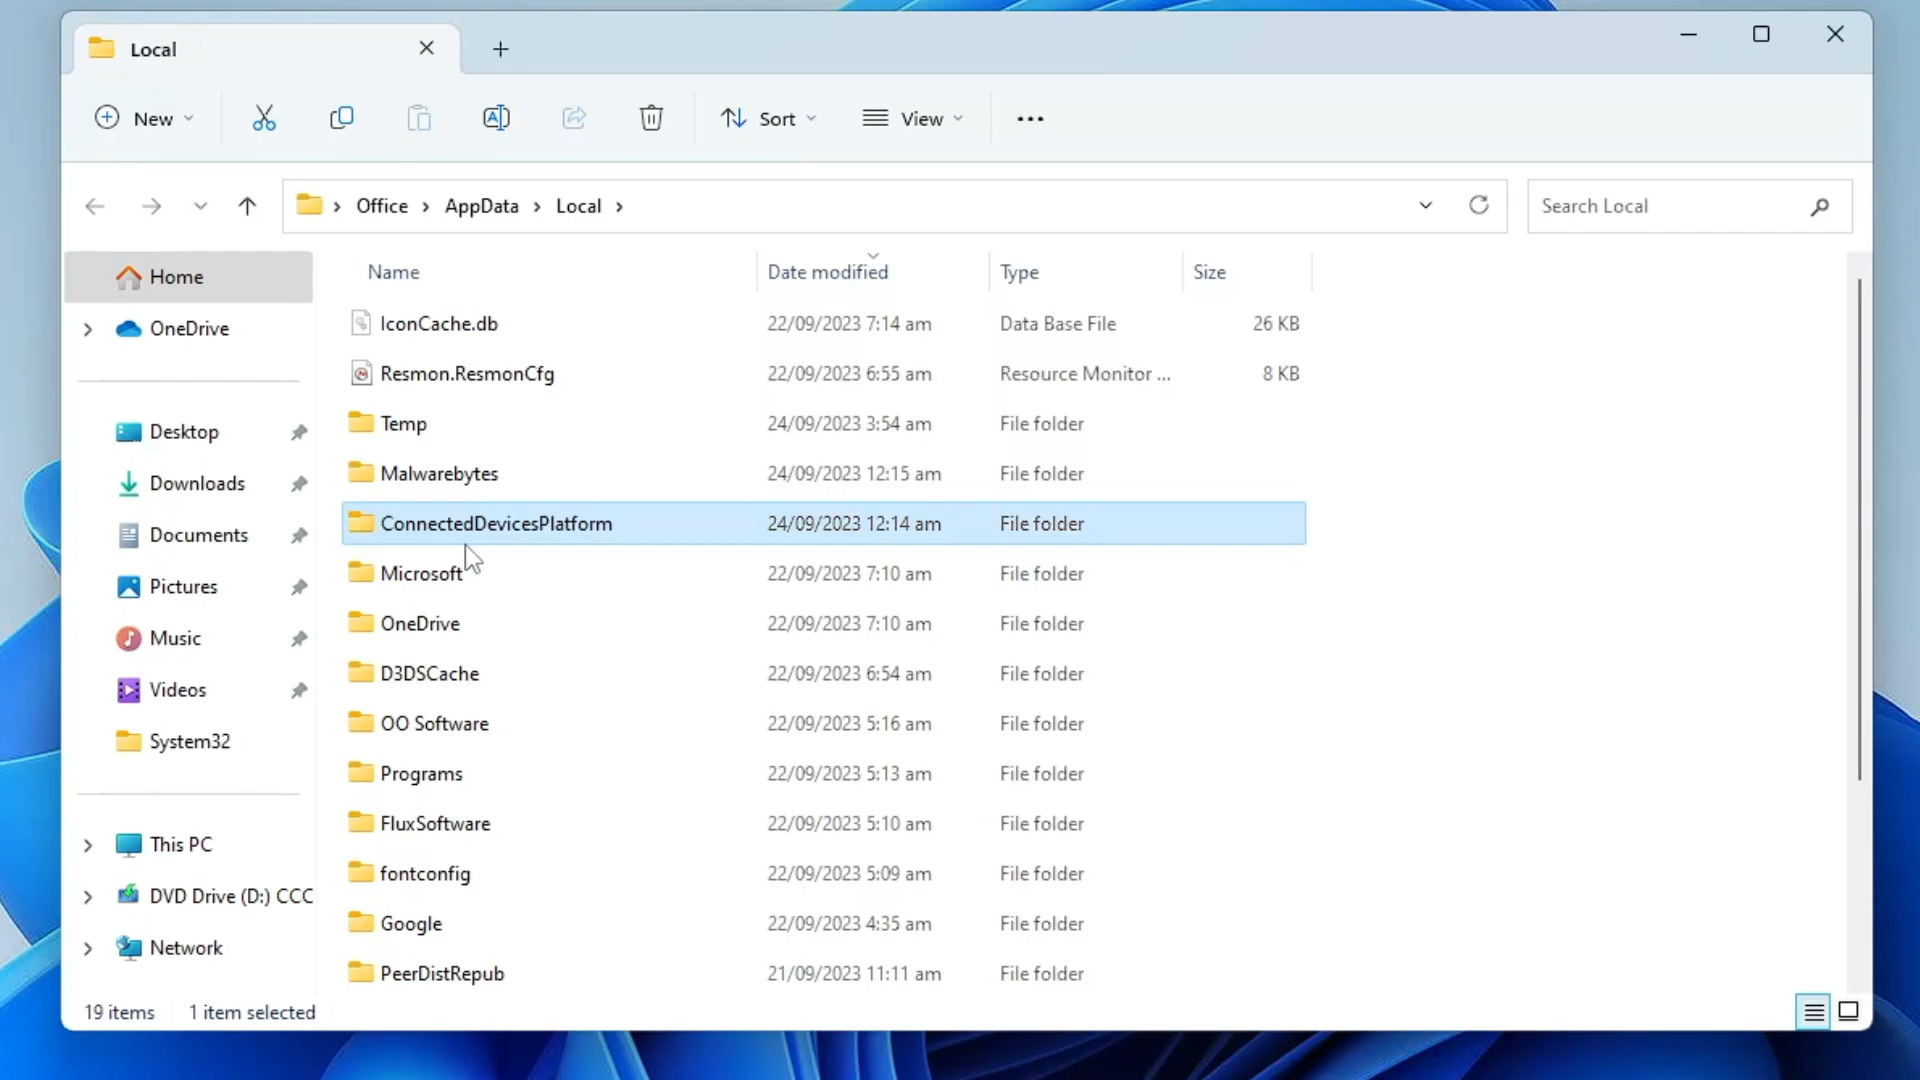 Local
New
Sort
View
Office
AppData
Local
Search Local
Name
Date modified
Type
Size
Home
OneDrive
Desktop
Downloads
Documents
Pictures
Music
Videos
System32
This PC
DVD Drive (D:) CCC
Network
IconCache.db 22/09/2023 7:14 am Data Base File 26 KB
Resmon.ResmonCfg 22/09/2023 6:55 am Resource Monitor ... 8 KB
Temp 24/09/2023 3:54 am File folder
Malwarebytes 24/09/2023 12:15 am File folder
ConnectedDevicesPlatform 24/09/2023 12:14 am File folder
Microsoft 22/09/2023 7:10 am File folder
OneDrive 22/09/2023 7:10 am File folder
D3DSCache 22/09/2023 6:54 am File folder
OO Software 22/09/2023 5:16 am File folder
Programs 22/09/2023 5:13 am File folder
FluxSoftware 22/09/2023 5:10 am File folder
fontconfig 22/09/2023 5:09 am File folder
Google 22/09/2023 4:35 am File folder
PeerDistRepub 21/09/2023 11:11 am File folder
19 items 1 item selected